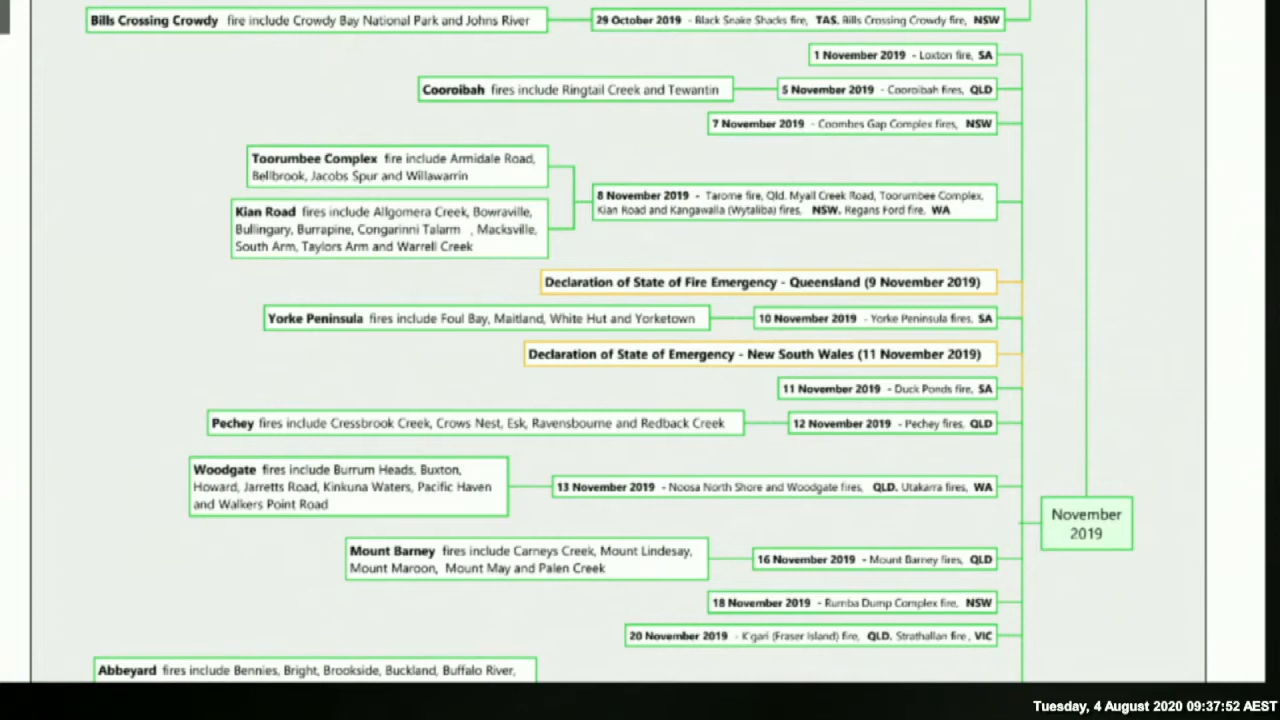 Bills Crossing Crowdy fire include Crowdy Bay National Park and Johns River
29 October 2019 - Black Snake Shacks fire, TAS. Bills Crossing Crowdy fire, NSW
1 November 2019 - Loxton fire, SA
Cooroibah fires include Ringtail Creek and Tewantin
5 November 2019 - Cooroibah fires, QLD
7 November 2019 - Coombes Gap Complex fires, NSW
Toorumbee Complex fire include Armidale Road,
Bellbrook, Jacobs Spur and Willawarrin
Kian Road fires include Allgomera Creek, Bowraville,
Bullingary, Burrapine, Congarinni Talarm , Macksville,
South Arm, Taylors Arm and Warrell Creek
8 November 2019 - Tarome fire, Qld. Myall Creek Road, Toorumbee Complex,
Kian Road and Kangawalla (Wytaliba) fires, NSW. Regans Ford fire, WA
Declaration of State of Fire Emergency - Queensland (9 November 2019)
Yorke Peninsula fires include Foul Bay, Maitland, White Hut and Yorketown
10 November 2019 - Yorke Peninsula fires, SA
Declaration of State of Emergency - New South Wales (11 November 2019)
11 November 2019 - Duck Ponds fire, SA
Pechey fires include Cressbrook Creek, Crows Nest, Esk, Ravensbourne and Redback Creek
12 November 2019 - Pechey fires, QLD
Woodgate fires include Burrum Heads, Buxton,
Howard, Jarretts Road, Kinkuna Waters, Pacific Haven
and Walkers Point Road
13 November 2019 - Noosa North Shore and Woodgate fires, QLD. Utakarra fires, WA
November
2019
Mount Barney fires include Carneys Creek, Mount Lindesay,
Mount Maroon, Mount May and Palen Creek
16 November 2019 - Mount Barney fires, QLD
18 November 2019 - Rumba Dump Complex fire, NSW
20 November 2019 - K'gari (Fraser Island) fire, QLD. Strathallan fire, VIC
Abbeyard fires include Bennies, Bright, Brookside, Buckland, Buffalo River,
Tuesday, 4 August 2020 09:37:52 AEST